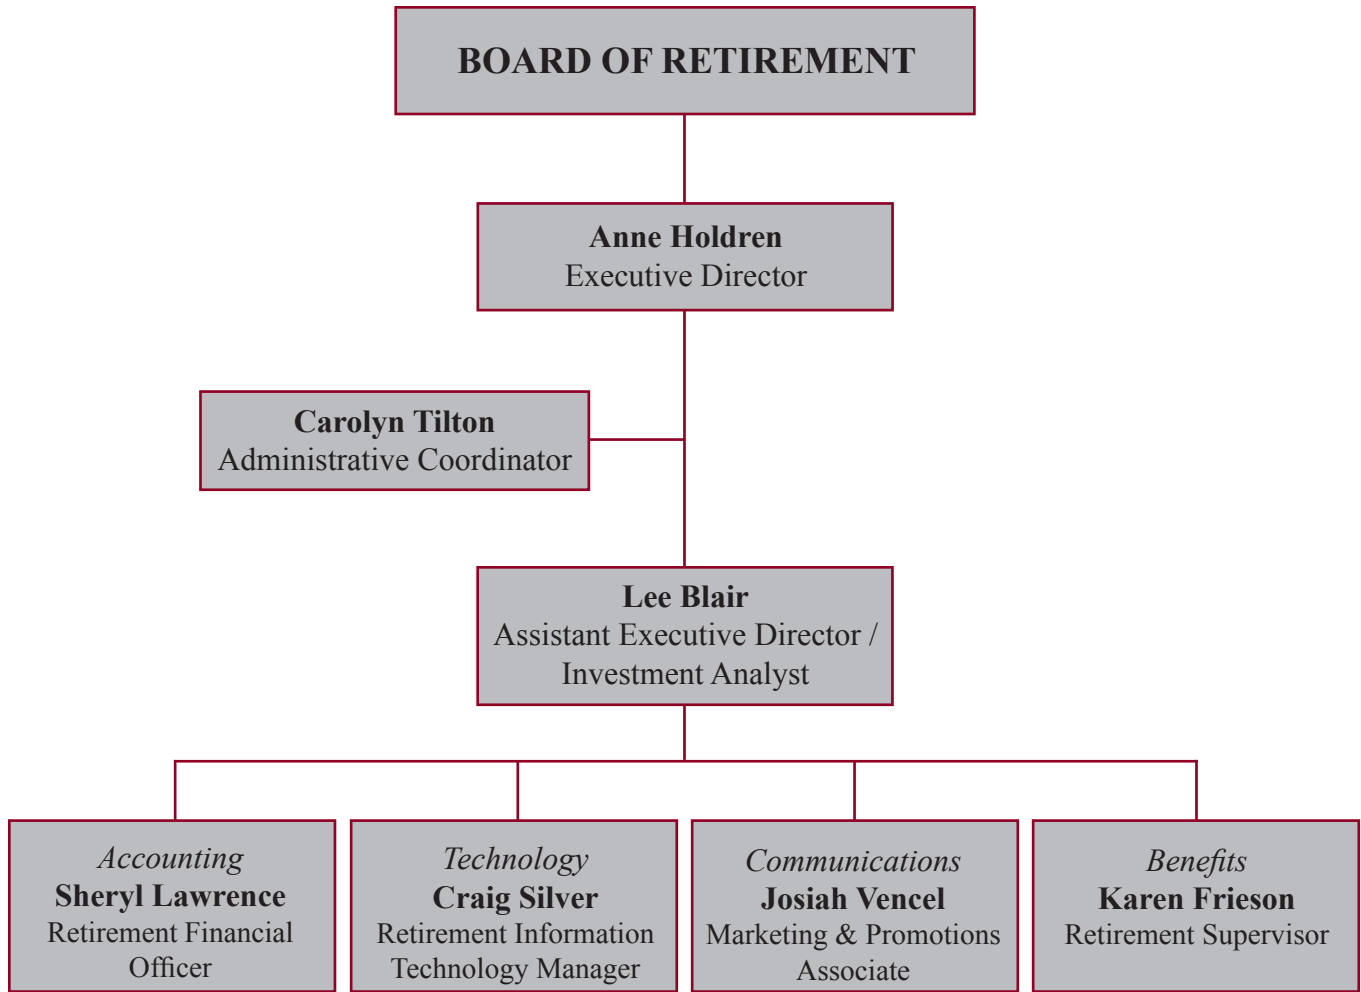 BOARD OF RETIREMENT
Anne Holdren
Executive Director
Carolyn Tilton
Administrative Coordinator
Lee Blair
Assistant Executive Director /
Investment Analyst
Accounting
Sheryl Lawrence
Retirement Financial
Officer
Technology
Craig Silver
Retirement Information
Technology Manager
Communications
Josiah Vencel
Marketing & Promotions
Associate
Benefits
Karen Frieson
Retirement Supervisor